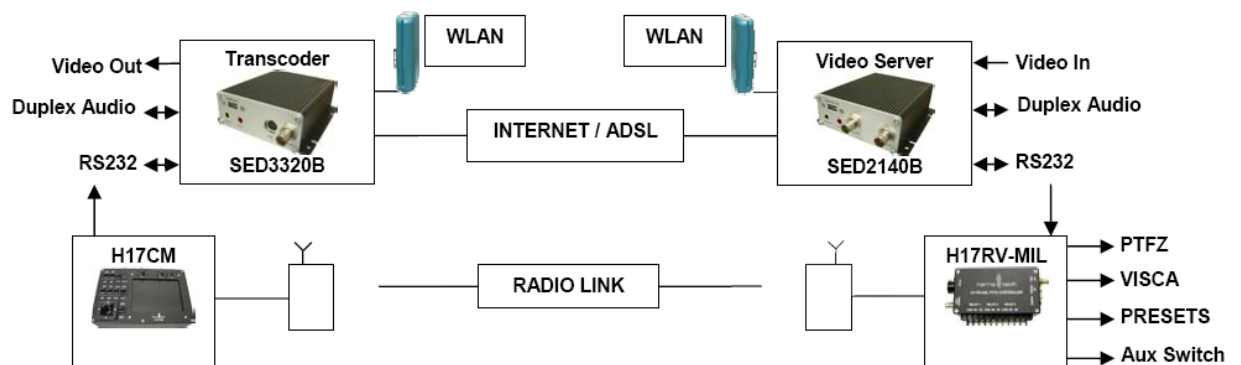 WLAN
WLAN
Transcoder
Video Server
Video Out
Video In
Duplex Audio
Duplex Audio
INTERNET / ADSL
RS232
SED3320B
SED2140B
RS232
H17CM
H17RV-MIL
PTFZ
RADIO LINK
VISCA
PRESETS
Aux Switch